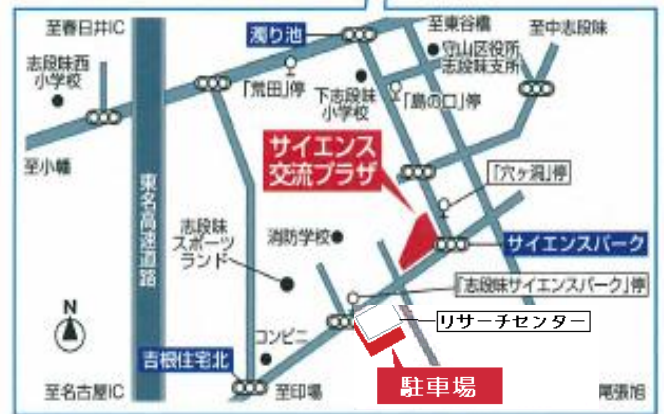 至春日井IC
至東谷橋
至中志段味
濁り池
守山区役所
志段味支所
志段味西
小学校
「荒田」停
下志段味
小学校
「島の口」停
サイエンス
交流プラザ
至小幡
「穴ヶ洞」停
東名高速道路
志段味
スポーツ
ランド
消防学校
サイエンスパーク
「志段味サイエンスパーク」停
N
リサーチセンター
コンビニ
吉根住宅北
駐車場
至名古屋IC
至印場
尾張旭